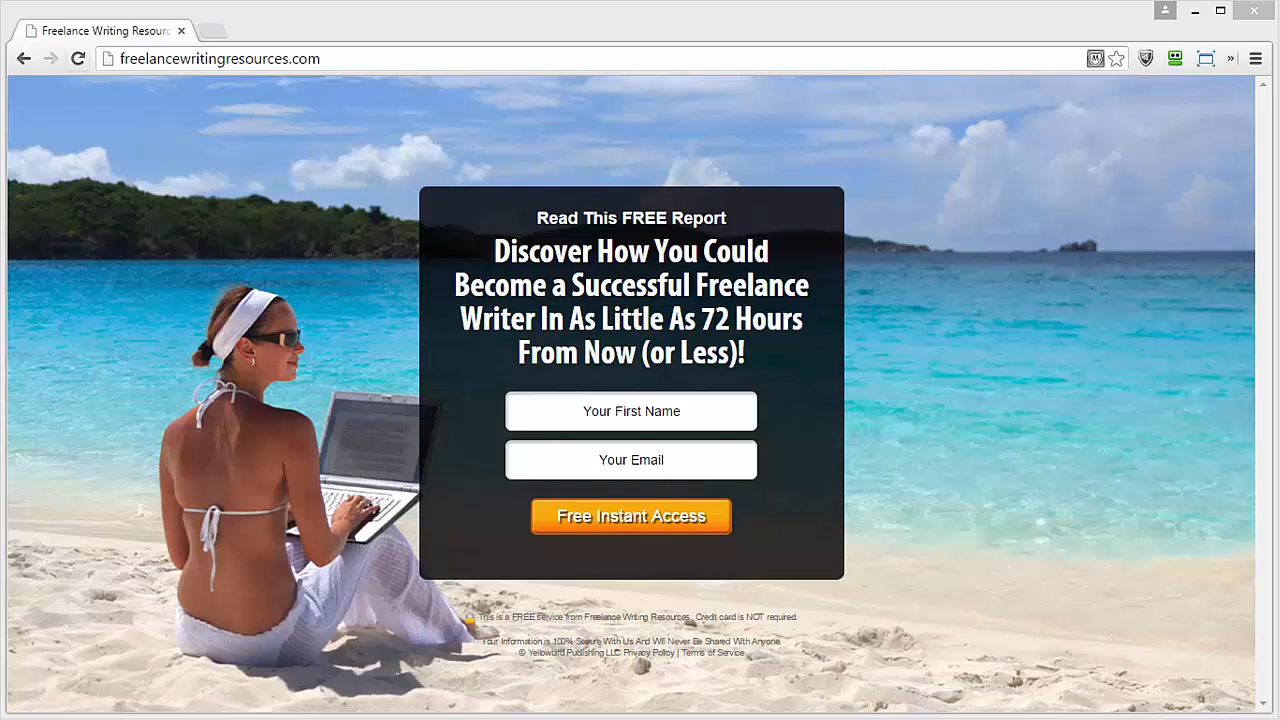 Freelance Writing Resourc
freelancewritingresources.com
Read This FREE Report
Discover How You Could
Become a Successful Freelance
Writer In As Little As 72 Hours
From Now (or Less)!
Your First Name
Your Email
Free Instant Access
This is a FREE service from Freelance Writing Resources. Credit card is NOT required.
Your Information is 100% Secure With Us And Will Never Be Shared With Anyone.
© Yelloward Publishing LLC Privacy Policy | Terms of Service